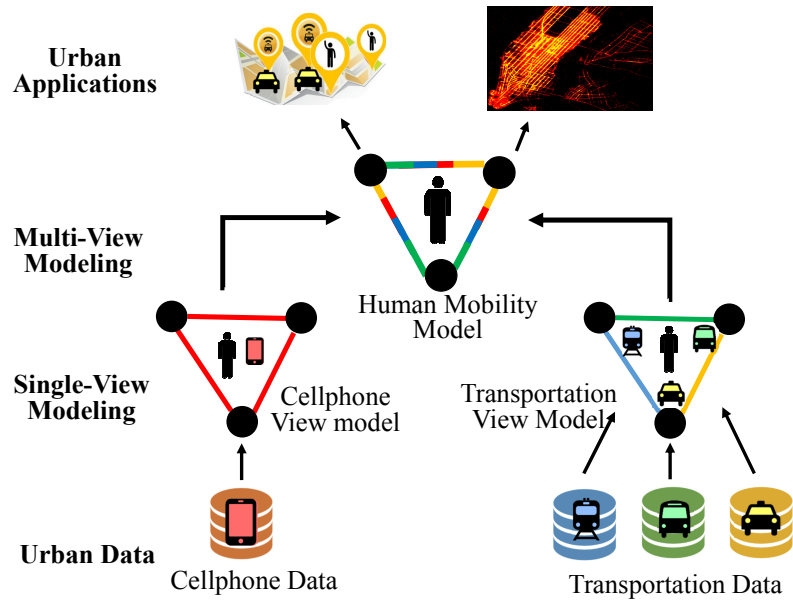 Urban
Applications
Multi-View
Modeling
Human Mobility
Model
Single-View
Modeling
Cellphone
View model
Transportation
View Model
Urban Data
Cellphone Data
Transportation Data